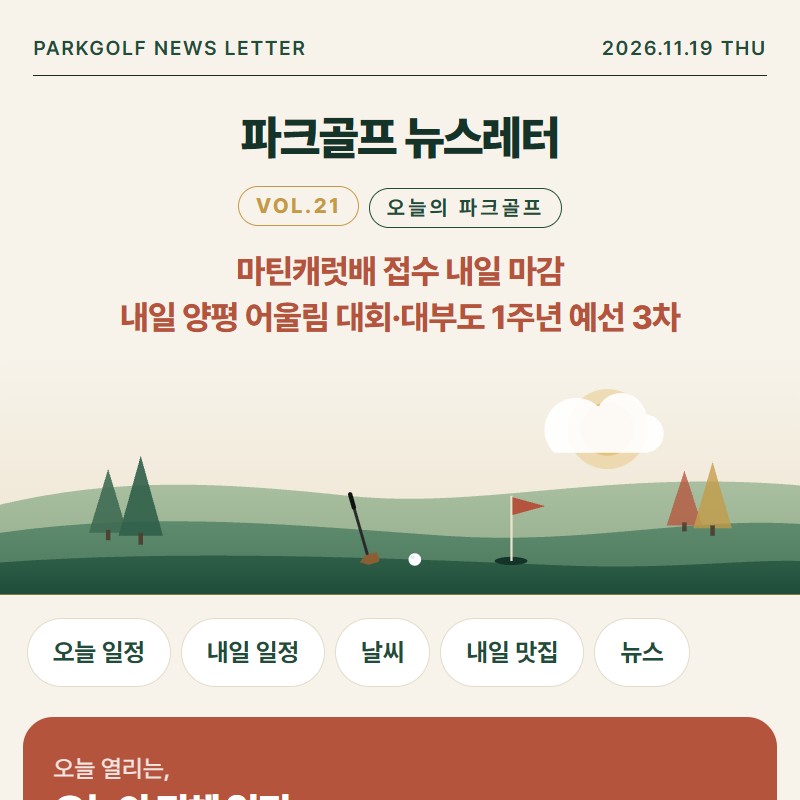 PARKGOLF NEWS LETTER
2026.11.19 THU
파크골프 뉴스레터
VOL.21
오늘의 파크골프
마틴캐럿배 접수 내일 마감
내일 양평 어울림 대회·대부도 1주년 예선 3차
오늘 일정
내일 일정
날씨
내일 맛집
뉴스
오늘 열리는,